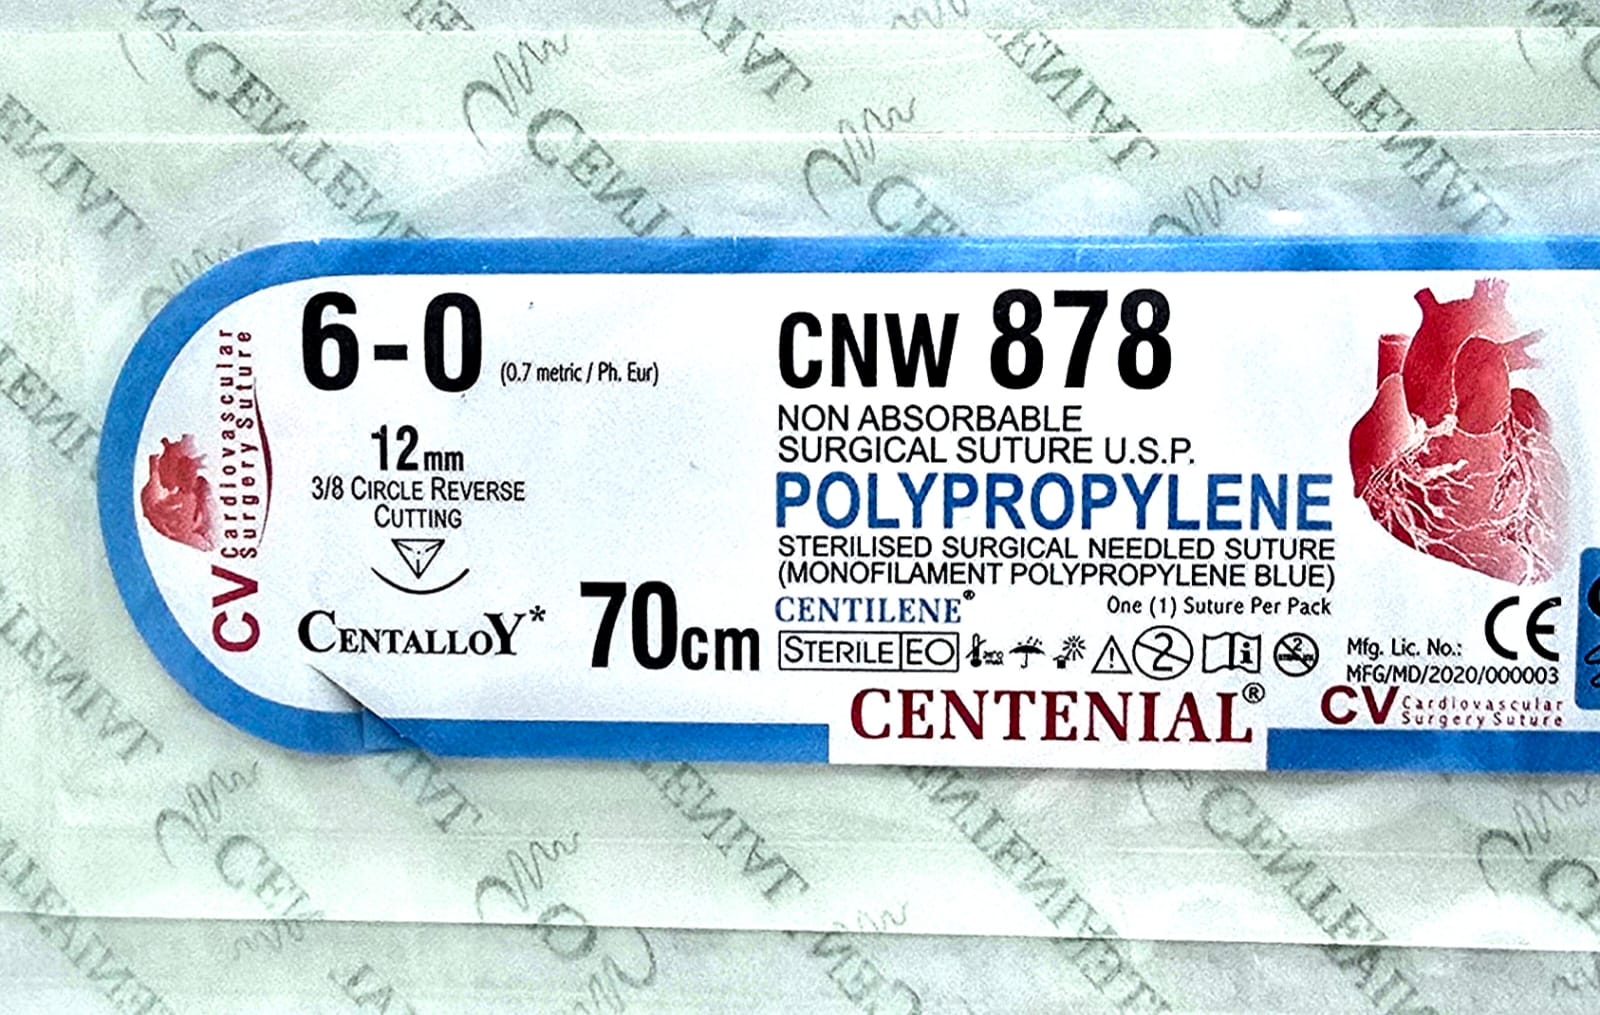 6-0 (0.7 metric / Ph. Eur)
12mm
3/8 CIRCLE REVERSE
CUTTING
CENTALLOY*
70cm
CV Cardiovascular
Surgery Suture
CNW 878
NON ABSORBABLE
SURGICAL SUTURE U.S.P.
POLYPROPYLENE
STERILISED SURGICAL NEEDLED SUTURE
(MONOFILAMENT POLYPROPYLENE BLUE)
CENTILENE®
One (1) Suture Per Pack
STERILE EO
2
CENTENIAL®
CE
Mfg. Lic. No.:
MFG/MD/2020/000003
CV Cardiovascular
Surgery Suture